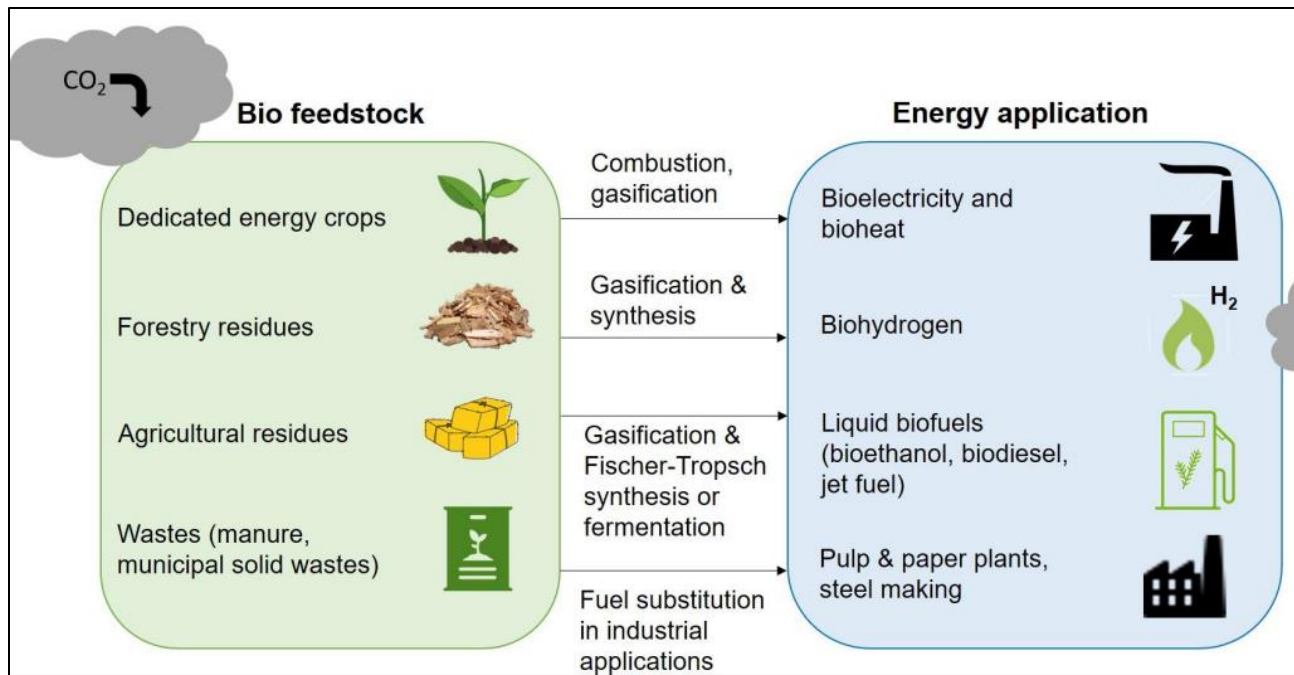 CO₂
Bio feedstock
Energy application
Dedicated energy crops
Forestry residues
Agricultural residues
Wastes (manure,
municipal solid wastes)
Combustion,
gasification
Gasification &
synthesis
Gasification &
Fischer-Tropsch
synthesis or
fermentation
Fuel substitution
in industrial
applications
Bioelectricity and
bioheat
Biohydrogen
H₂
Liquid biofuels
(bioethanol, biodiesel,
jet fuel)
Pulp & paper plants,
steel making